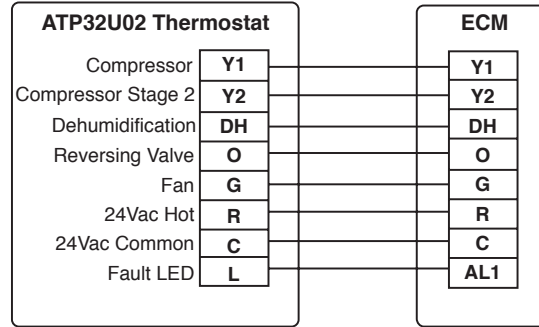 ATP32U02 Thermostat ECM
Compressor Y1 Y1
Compressor Stage 2 Y2 Y2
Dehumidification DH DH
Reversing Valve O O
Fan G G
24Vac Hot R R
24Vac Common C C
Fault LED L AL1